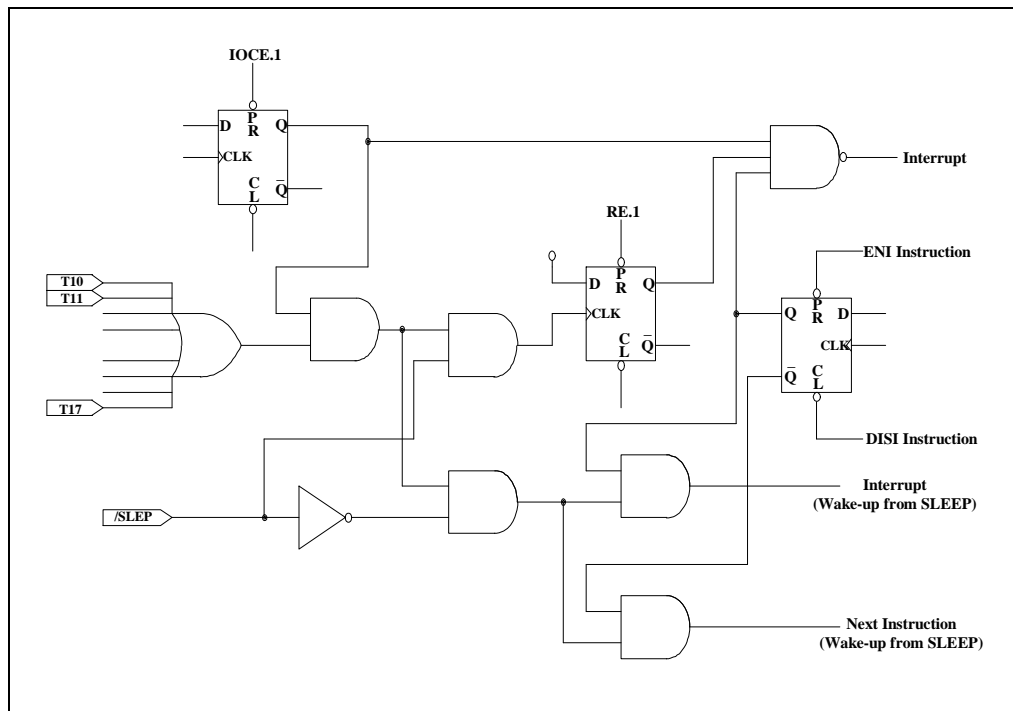 IOCE.1
D
P
R
Q
CLK
C
L
Q̅
Interrupt
RE.1
ENI Instruction
T10
T11
D
P
R
Q
CLK
C
L
Q̅
Q
P
R
D
CLK
Q̅
C
L
T17
DISI Instruction
Interrupt
(Wake-up from SLEEP)
/SLEP
Next Instruction
(Wake-up from SLEEP)